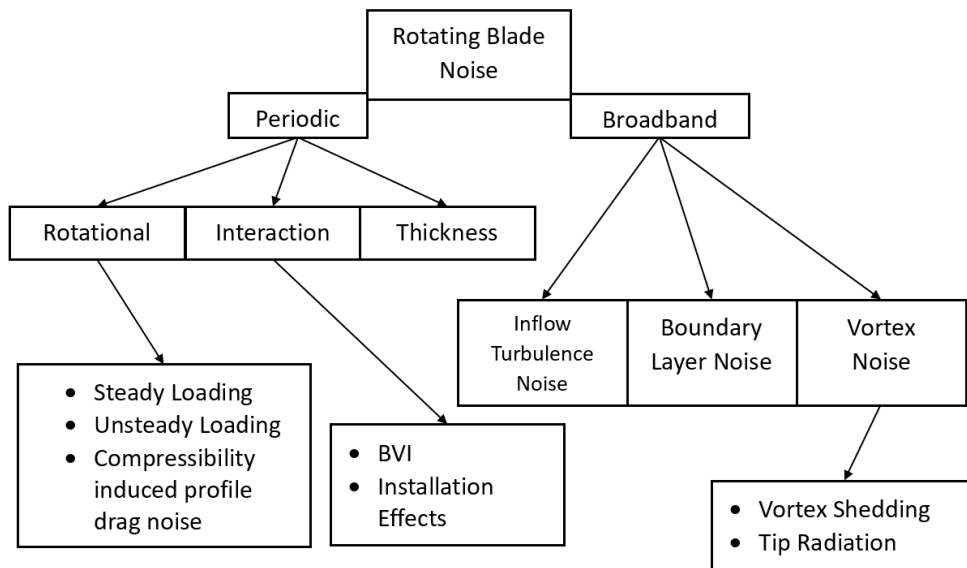 Rotating Blade
Noise
Periodic
Broadband
Rotational
Interaction
Thickness
Inflow
Turbulence
Noise
Boundary
Layer Noise
Vortex
Noise
• Steady Loading
• Unsteady Loading
• Compressibility
induced profile
drag noise
• BVI
• Installation
Effects
• Vortex Shedding
• Tip Radiation